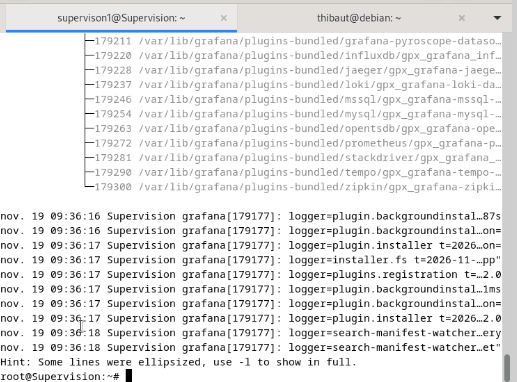 supervison1@Supervision: ~ × thibaut@debian: ~ ×
179211 /var/lib/grafana/plugins-bundled/grafana-pyroscope-dataso…
179220 /var/lib/grafana/plugins-bundled/influxdb/gpx_grafana_inf…
179228 /var/lib/grafana/plugins-bundled/jaeger/gpx_grafana-jaege…
179237 /var/lib/grafana/plugins-bundled/loki/gpx_grafana-loki-da…
179246 /var/lib/grafana/plugins-bundled/mssql/gpx_grafana-mssql-…
179254 /var/lib/grafana/plugins-bundled/mysql/gpx_grafana-mysql-…
179263 /var/lib/grafana/plugins-bundled/opentsdb/gpx_grafana-ope…
179272 /var/lib/grafana/plugins-bundled/prometheus/gpx_grafana-p…
179281 /var/lib/grafana/plugins-bundled/stackdriver/gpx_grafana_…
179290 /var/lib/grafana/plugins-bundled/tempo/gpx_grafana-tempo-…
179300 /var/lib/grafana/plugins-bundled/zipkin/gpx_grafana-zipki…
nov. 19 09:36:16 Supervision grafana[179177]: logger=plugin.backgroundinstal…87s
nov. 19 09:36:16 Supervision grafana[179177]: logger=plugin.backgroundinstal…on=
nov. 19 09:36:17 Supervision grafana[179177]: logger=plugin.installer t=2026…on=
nov. 19 09:36:17 Supervision grafana[179177]: logger=installer.fs t=2026-11-…pp"
nov. 19 09:36:17 Supervision grafana[179177]: logger=plugins.registration t=…2.0
nov. 19 09:36:17 Supervision grafana[179177]: logger=plugin.backgroundinstal…1ms
nov. 19 09:36:17 Supervision grafana[179177]: logger=plugin.backgroundinstal…on=
nov. 19 09:36:17 Supervision grafana[179177]: logger=plugin.installer t=2026…2.0
nov. 19 09:36:18 Supervision grafana[179177]: logger=search-manifest-watcher…ery
nov. 19 09:36:18 Supervision grafana[179177]: logger=search-manifest-watcher…et"
Hint: Some lines were ellipsized, use -l to show in full.
root@Supervision:~#